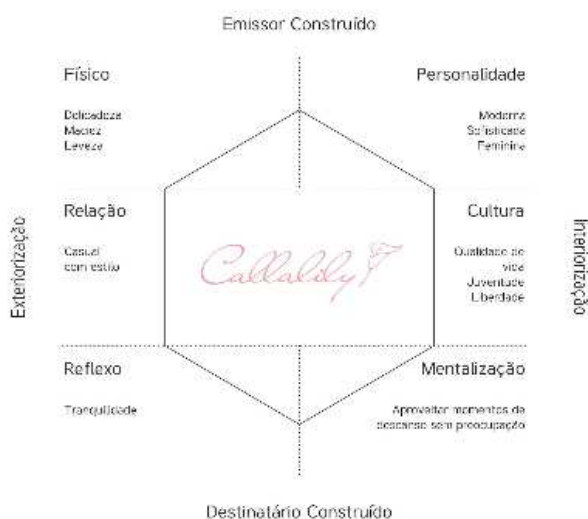 Emissor Construído
Físico
Delicadeza
Maciez
Leveza
Personalidade
Moderna
Sofisticada
Feminina
Exteriorização
Relação
Casual
com estilo
Callalily
Cultura
Qualidade de
vida
Juventude
Liberdade
Interiorização
Reflexo
Tranquilidade
Mentalização
Aproveitar momentos de
descanso sem preocupação
Destinatário Construído